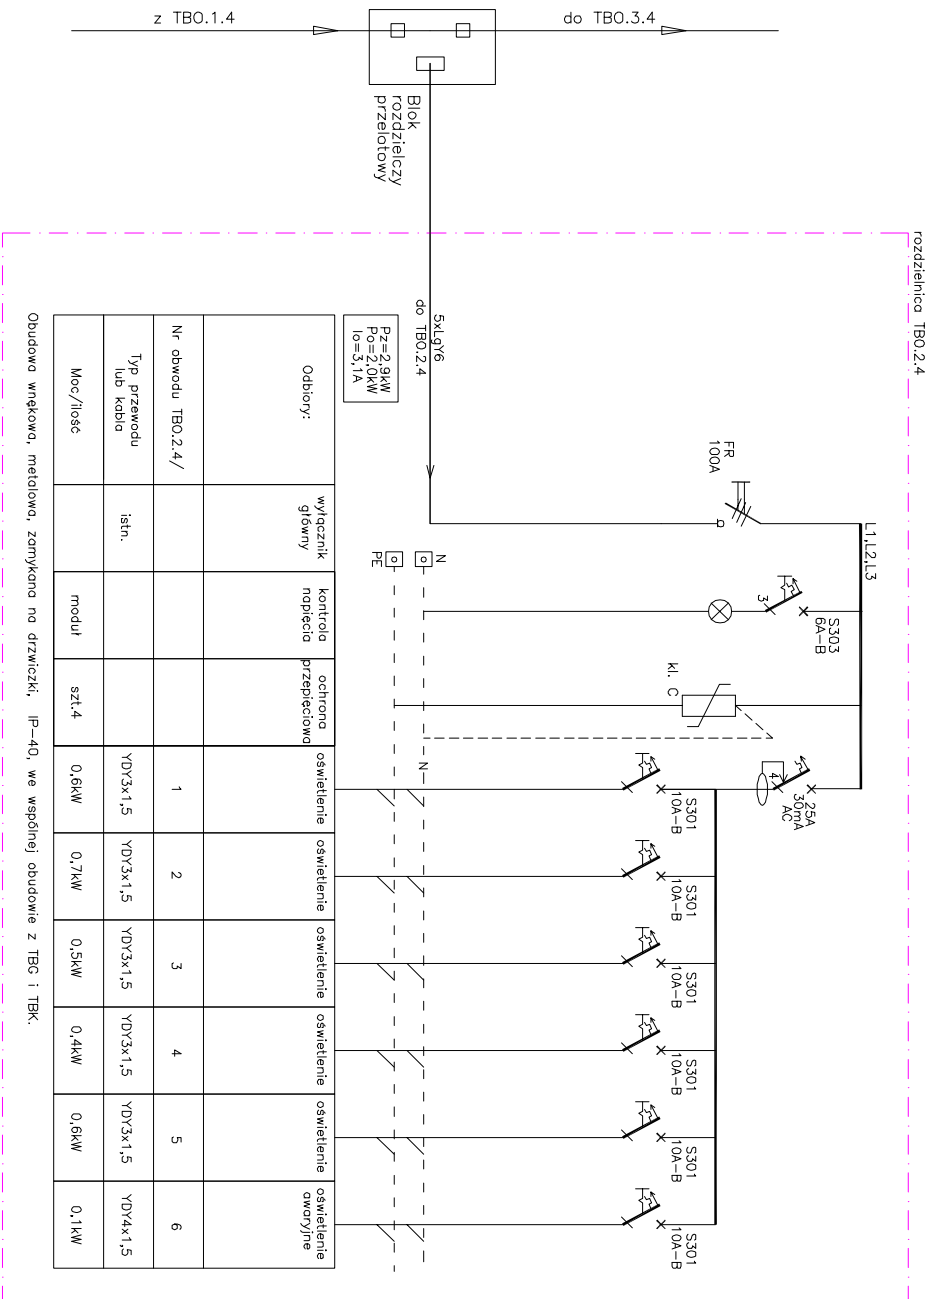 z TBO.1.4
do TBO.3.4
Blok
rozdzielczy
przelotowy
rozdzielnica TBO.2.4
5xLgY6
do TBO.2.4
Pz=2,9kW
Po=2,0kW
Io=3,1A
FR
100A
L1,L2,L3
S303
6A-B
3
kl. C
25A
30mA
AC
4
N
PE
N
S301
10A-B
S301
10A-B
S301
10A-B
S301
10A-B
S301
10A-B
S301
10A-B
Odbiory:
wyłącznik
główny
kontrola
napięcia
ochrona
przepięciowa
oświetlenie
oświetlenie
oświetlenie
oświetlenie
oświetlenie
oświetlenie
awaryjne
Nr obwodu TBO.2.4/
1
2
3
4
5
6
Typ przewodu
lub kabla
istn.
YDY3x1,5
YDY3x1,5
YDY3x1,5
YDY3x1,5
YDY3x1,5
YDY4x1,5
Moc/ilość
moduł
szt.4
0,6kW
0,7kW
0,5kW
0,4kW
0,6kW
0,1kW
Obudowa wnękowa, metalowa, zamykana na drzwiczki, IP-40, we wspólnej obudowie z TBG i TBK.